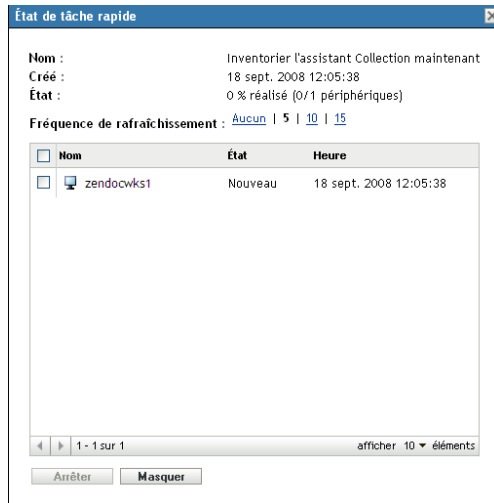 État de tâche rapide
Nom : Inventorier l'assistant Collection maintenant
Créé : 18 sept. 2008 12:05:38
État : 0 % réalisé (0/1 périphériques)
Fréquence de rafraîchissement : Aucun | 5 | 10 | 15
Nom État Heure
zendocwks1 Nouveau 18 sept. 2008 12:05:38
1 - 1 sur 1 afficher 10 éléments
Arrêter Masquer